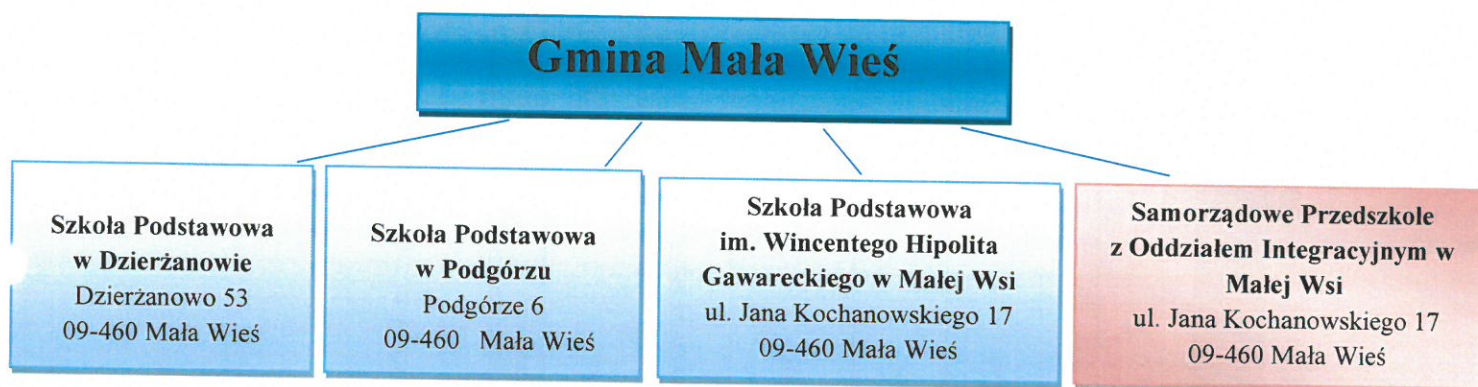 Gmina Mała Wieś
Szkoła Podstawowa
w Dzierżanowie
Dzierżanowo 53
09-460 Mała Wieś
Szkoła Podstawowa
w Podgórzu
Podgórze 6
09-460 Mała Wieś
Szkoła Podstawowa
im. Wincentego Hipolita
Gawareckiego w Małej Wsi
ul. Jana Kochanowskiego 17
09-460 Mała Wieś
Samorządowe Przedszkole
z Oddziałem Integracyjnym w
Małej Wsi
ul. Jana Kochanowskiego 17
09-460 Mała Wieś